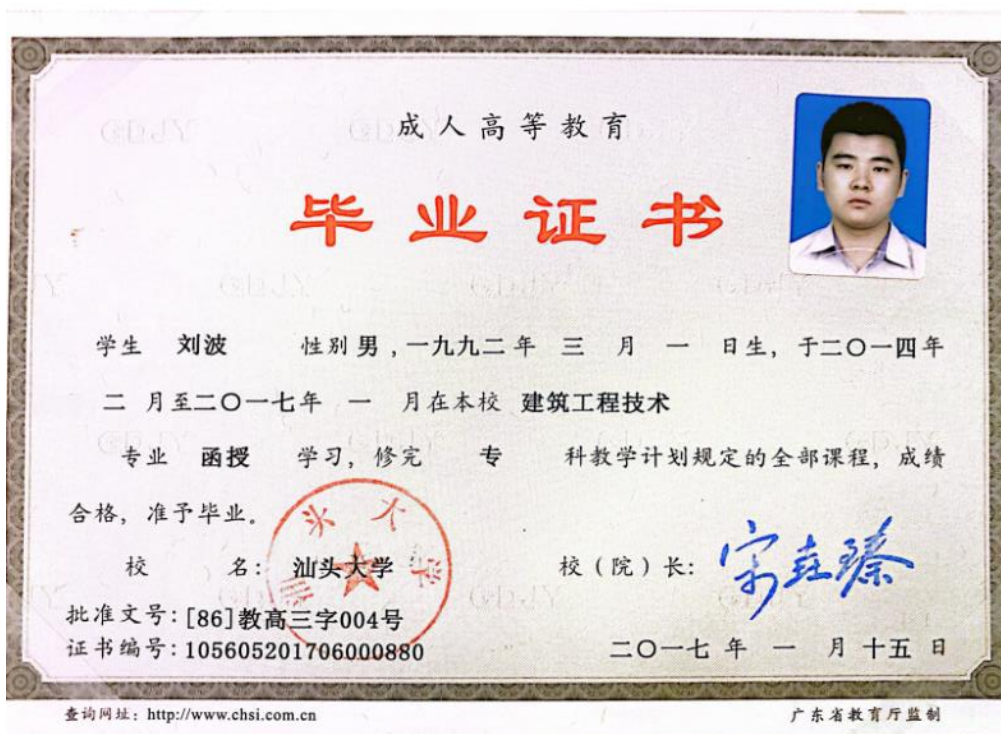 成人高等教育
毕业证书
学生 刘波 性别 男 ,一九九二 年 三 月 一 日生, 于二〇一四年
二 月至二〇一七年 一 月在本校 建筑工程技术
专业 函授 学习, 修完 专 科教学计划规定的全部课程, 成绩
合格, 准予毕业。
汕头大学
校 名: 汕头大学 校(院)长:
批准文号:[86]教高三字004号
证书编号:105605201706000880 二〇一七 年 一 月 十五 日
查询网址: http://www.chsi.com.cn 广东省教育厅监制